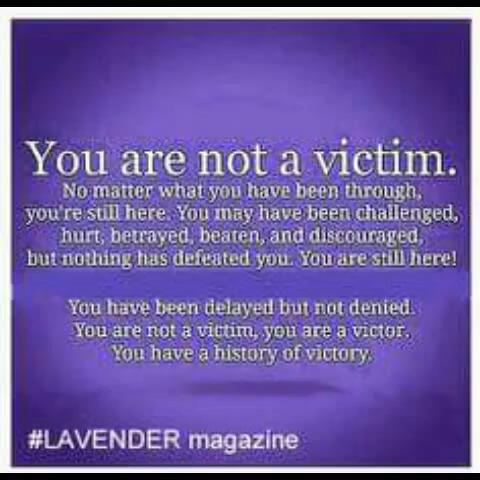 You are not a victim.
No matter what you have been through,
you're still here. You may have been challenged,
hurt, betrayed, beaten, and discouraged,
but nothing has defeated you. You are still here!
You have been delayed but not denied.
You are not a victim, you are a victor.
You have a history of victory.
#LAVENDER magazine